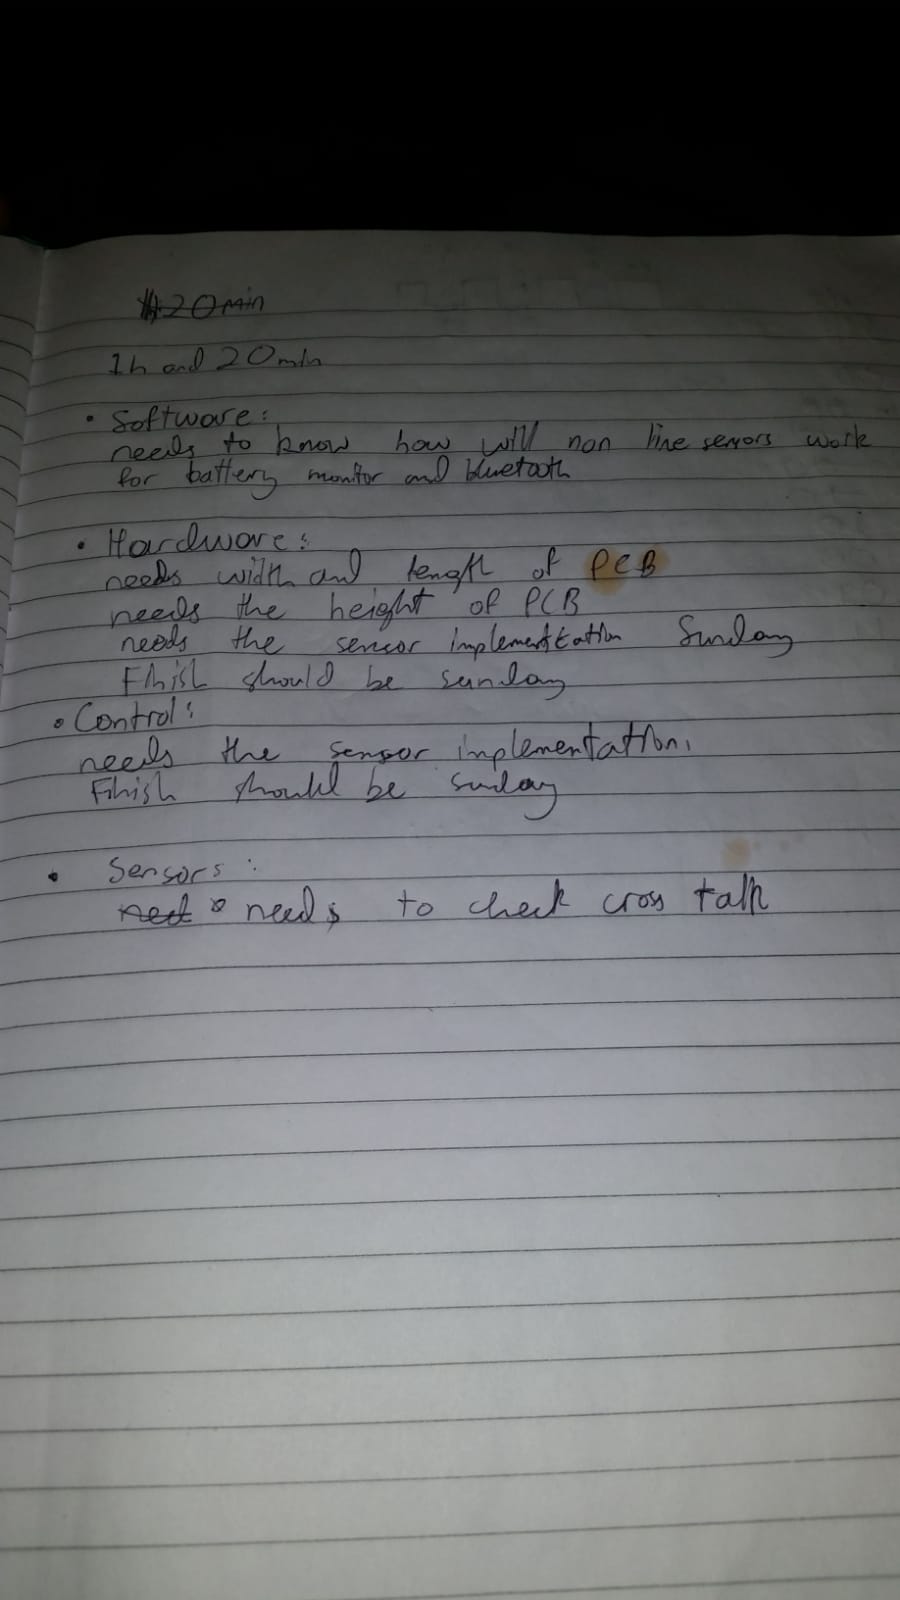 20min
1h and 20min
• Software:
needs to know how will non line sensors work
for battery monitor and bluetooth
• Hardware:
needs width and length of PCB
needs the height of PCB
needs the sensor implementation Sunday
Finish should be sunday
• Control:
needs the sensor implementation.
Finish should be sunday
• Sensors:
need needs to check cross talk